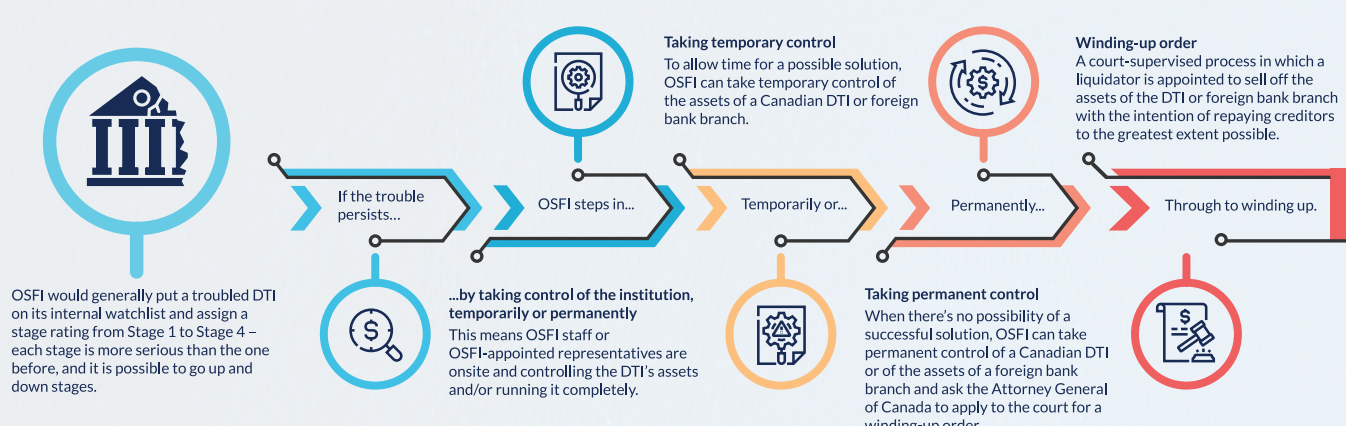 OSFI would generally put a troubled DTI
on its internal watchlist and assign a
stage rating from Stage 1 to Stage 4 –
each stage is more serious than the one
before, and it is possible to go up and
down stages.
If the trouble
persists...
$
OSFI steps in...
...by taking control of the institution,
temporarily or permanently
This means OSFI staff or
OSFI-appointed representatives are
onsite and controlling the DTI’s assets
and/or running it completely.
Taking temporary control
To allow time for a possible solution,
OSFI can take temporary control of
the assets of a Canadian DTI or foreign
bank branch.
Temporarily or...
Permanently...
$
Taking permanent control
When there’s no possibility of a
successful solution, OSFI can take
permanent control of a Canadian DTI
or of the assets of a foreign bank
branch and ask the Attorney General
of Canada to apply to the court for a
winding-up order.
Winding-up order
A court-supervised process in which a
liquidator is appointed to sell off the
assets of the DTI or foreign bank branch
with the intention of repaying creditors
to the greatest extent possible.
Through to winding up.
$